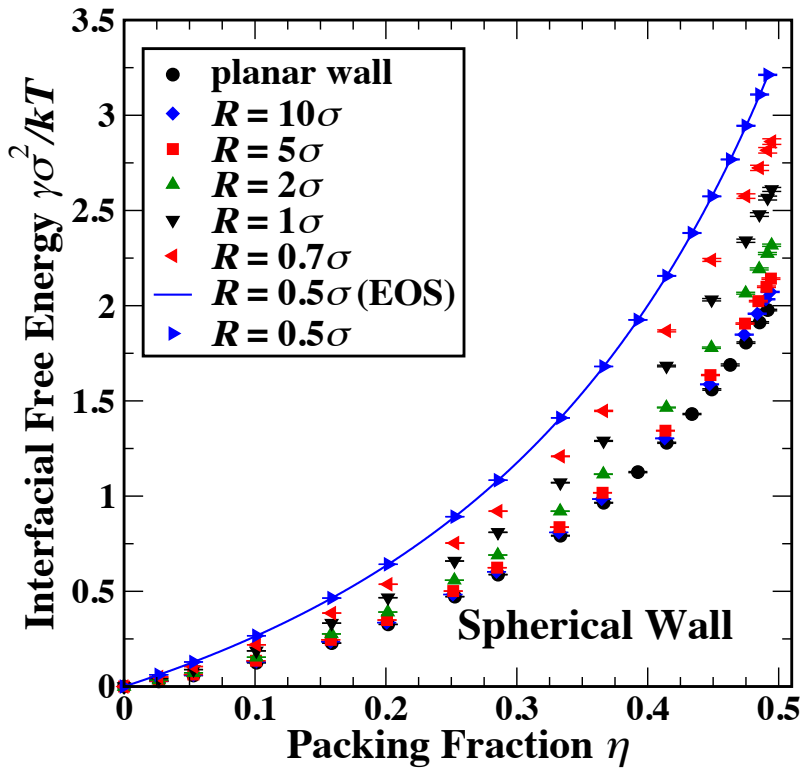 3.5
3
2.5
2
1.5
1
0.5
0
Interfacial Free Energy γσ²/kT
planar wall
R = 10σ
R = 5σ
R = 2σ
R = 1σ
R = 0.7σ
R = 0.5σ (EOS)
R = 0.5σ
Spherical Wall
0 0.1 0.2 0.3 0.4 0.5
Packing Fraction η